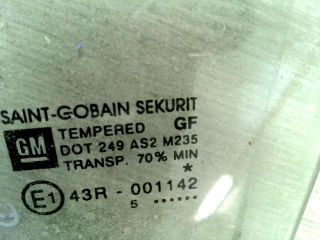 SAINT-GOBAIN SEKURIT
TEMPERED GF
GM DOT 249 AS2 M235
TRANSP. 70% MIN
*
E1 43R - 001142
5 ......